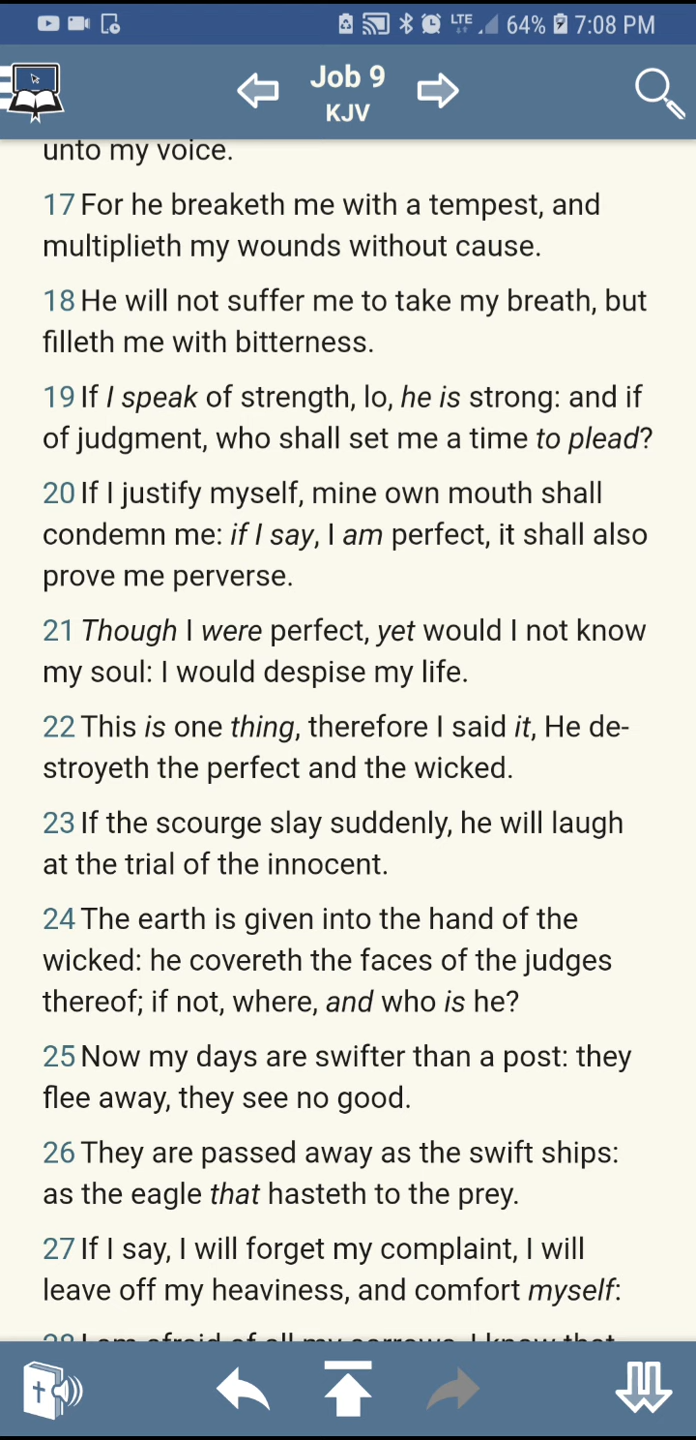 LTE 64% 7:08 PM
Job 9
KJV
unto my voice.
17 For he breaketh me with a tempest, and
multiplieth my wounds without cause.
18 He will not suffer me to take my breath, but
filleth me with bitterness.
19 If I speak of strength, lo, he is strong: and if
of judgment, who shall set me a time to plead?
20 If I justify myself, mine own mouth shall
condemn me: if I say, I am perfect, it shall also
prove me perverse.
21 Though I were perfect, yet would I not know
my soul: I would despise my life.
22 This is one thing, therefore I said it, He de-
stroyeth the perfect and the wicked.
23 If the scourge slay suddenly, he will laugh
at the trial of the innocent.
24 The earth is given into the hand of the
wicked: he covereth the faces of the judges
thereof; if not, where, and who is he?
25 Now my days are swifter than a post: they
flee away, they see no good.
26 They are passed away as the swift ships:
as the eagle that hasteth to the prey.
27 If I say, I will forget my complaint, I will
leave off my heaviness, and comfort myself:
28 I am afraid of all my sorrows, I know that